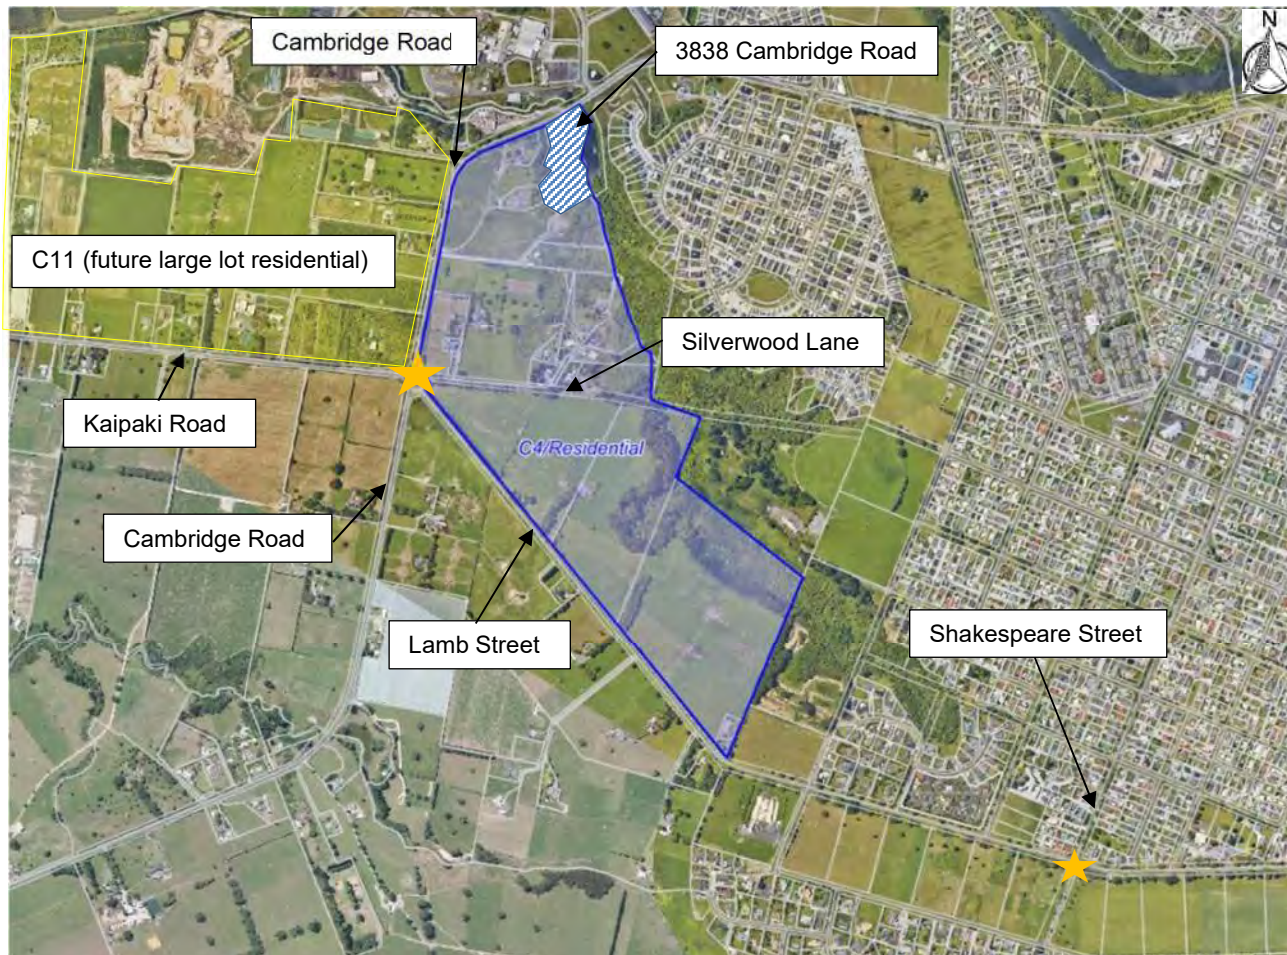 Cambridge Road
3838 Cambridge Road
N
C11 (future large lot residential)
Silverwood Lane
Kaipaki Road
C4/Residential
Cambridge Road
Lamb Street
Shakespeare Street